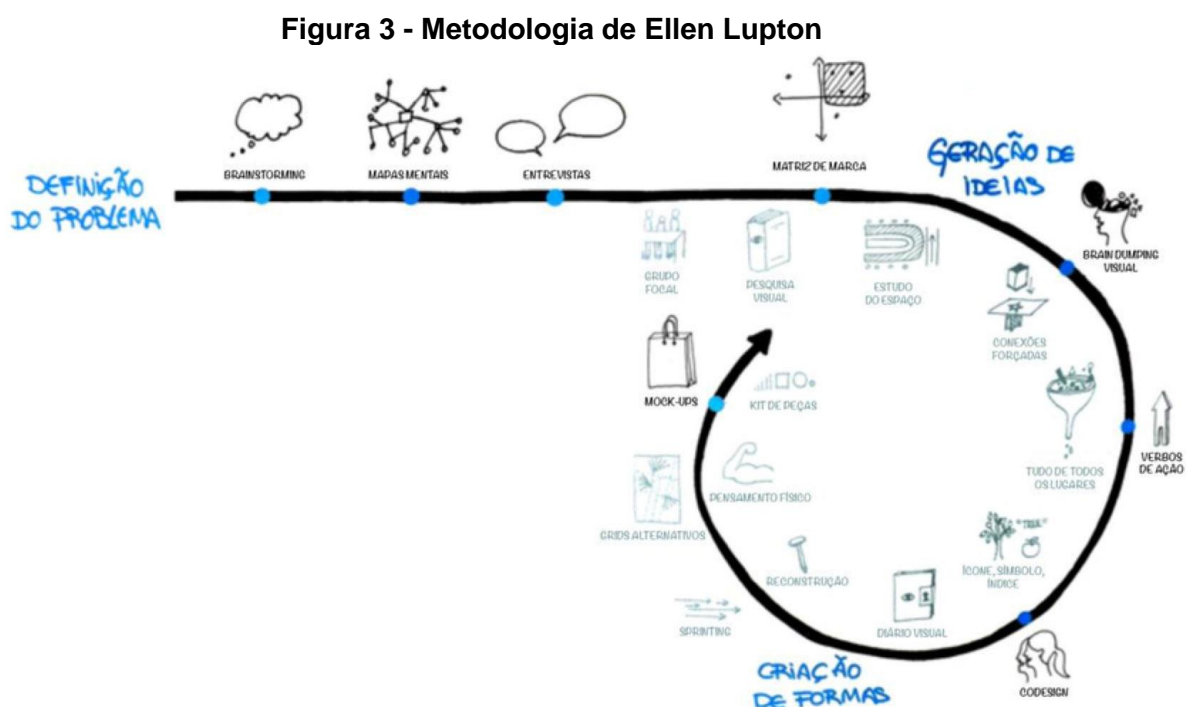 Figura 3 - Metodologia de Ellen Lupton
DEFINIÇÃO
DO PROBLEMA
BRAINSTORMING
MAPAS MENTAIS
ENTREVISTAS
MATRIZ DE MARCA
GERAÇÃO DE
IDEIAS
BRAIN DUMPING
VISUAL
GRUPO
FOCAL
PESQUISA
VISUAL
ESTUDO
DO ESPAÇO
CONEXÕES
FORÇADAS
MOCK-UPS
KIT DE PEÇAS
TUDO DE TODOS
OS LUGARES
VERBOS
DE AÇÃO
PENSAMENTO FÍSICO
GRIDS ALTERNATIVOS
"TREE"
ÍCONE, SÍMBOLO,
ÍNDICE
RECONSTRUÇÃO
SPRINTING
DIÁRIO VISUAL
CRIAÇÃO
DE FORMAS
CODESIGN